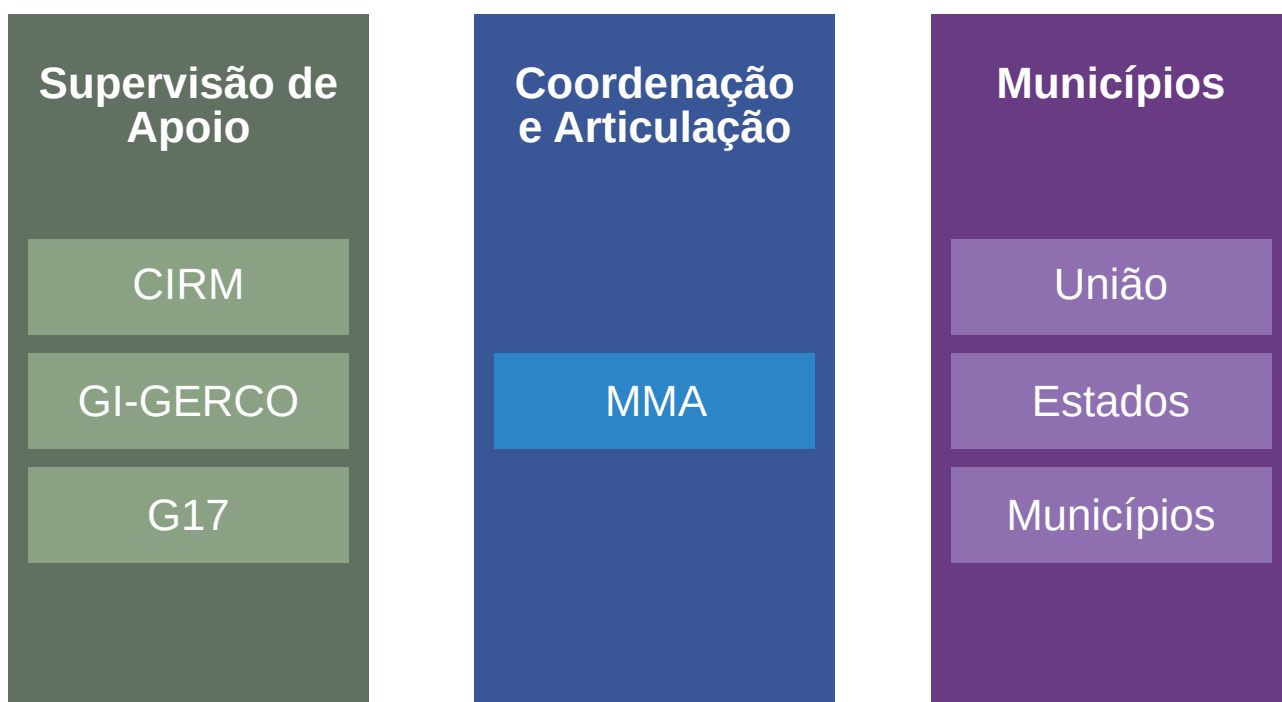 Supervisão de
Apoio
CIRM
GI-GERCO
G17
Coordenação
e Articulação
MMA
Municípios
União
Estados
Municípios